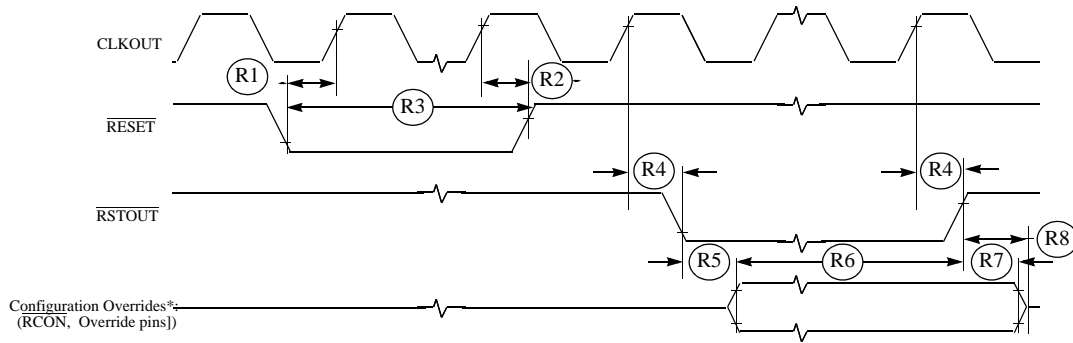 CLKOUT
R1
R2
R3
RESET
R4
R4
RSTOUT
R5
R6
R7
R8
Configuration Overrides*:
(RCON, Override pins])